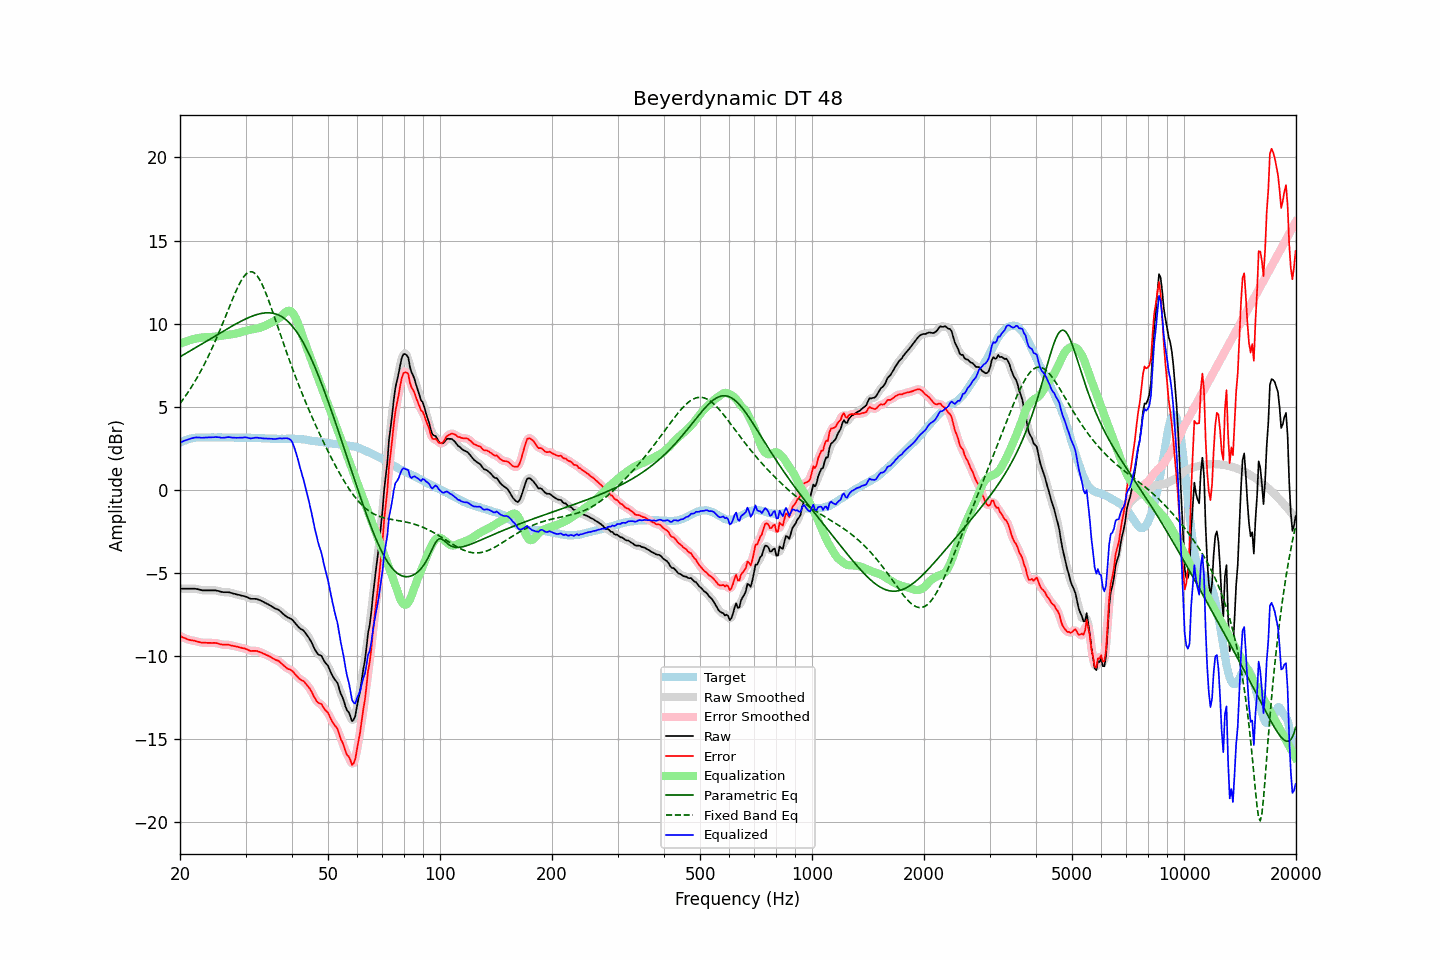 Beyerdynamic DT 48
Amplitude (dBr)
20
15
10
5
0
−5
−10
−15
−20
Target
Raw Smoothed
Error Smoothed
Raw
Error
Equalization
Parametric Eq
Fixed Band Eq
Equalized
20
50
100
200
500
1000
2000
5000
10000
20000
Frequency (Hz)